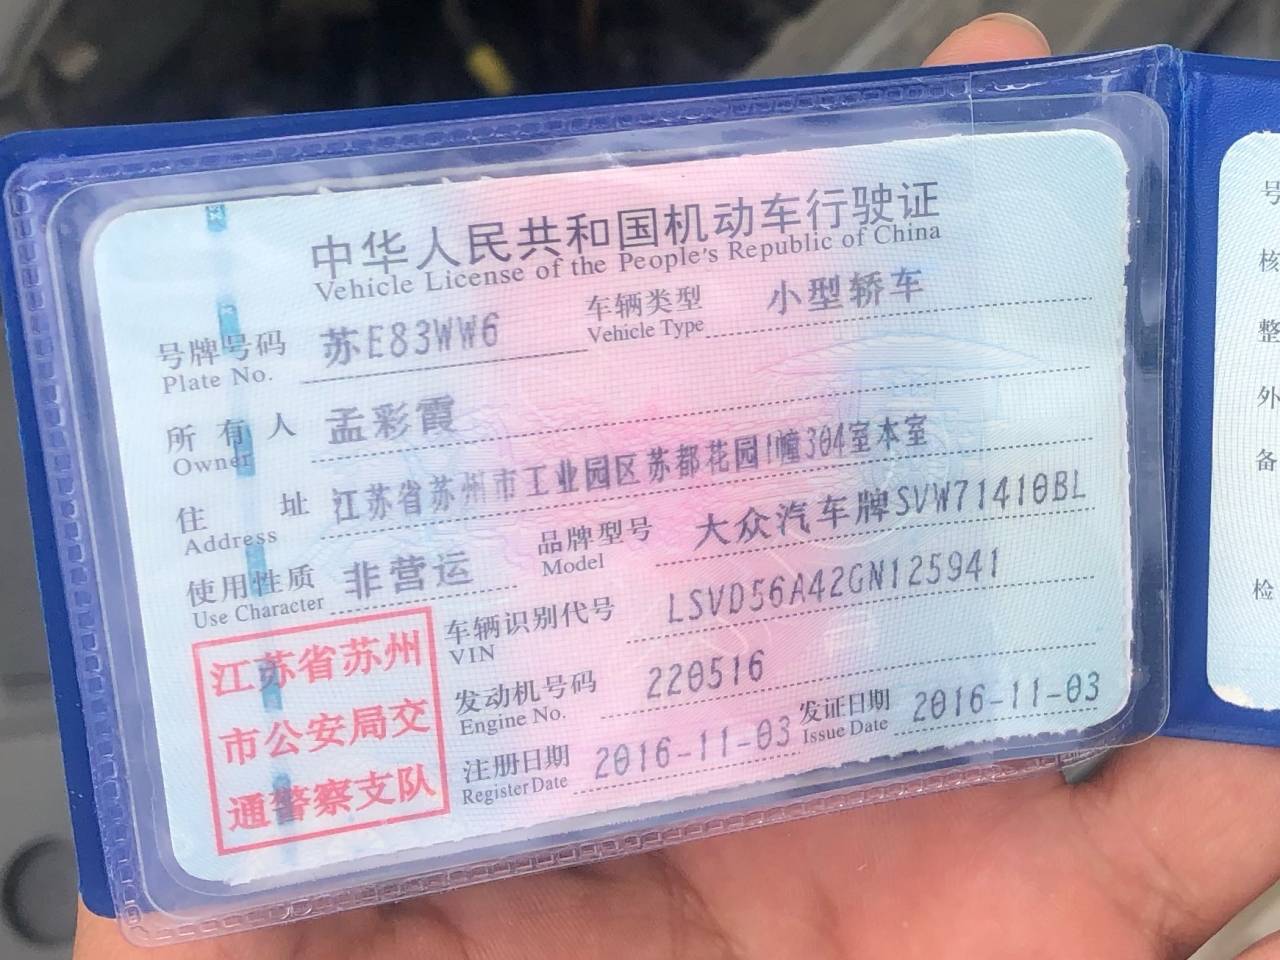 中华人民共和国机动车行驶证
Vehicle License of the People's Republic of China
号牌号码 苏E83WW6 车辆类型 小型轿车
Plate No. Vehicle Type
所有人 孟彩霞
Owner
住址 江苏省苏州市工业园区苏都花园1幢304室本室
Address
使用性质 非营运 品牌型号 大众汽车牌SVW71410BL
Use Character Model
车辆识别代号 LSVD56A42GN125941
VIN
发动机号码 220516
Engine No.
注册日期 2016-11-03 发证日期 2016-11-03
Register Date Issue Date
江苏省苏州
市公安局交
通警察支队
号
核
整
外
备
检